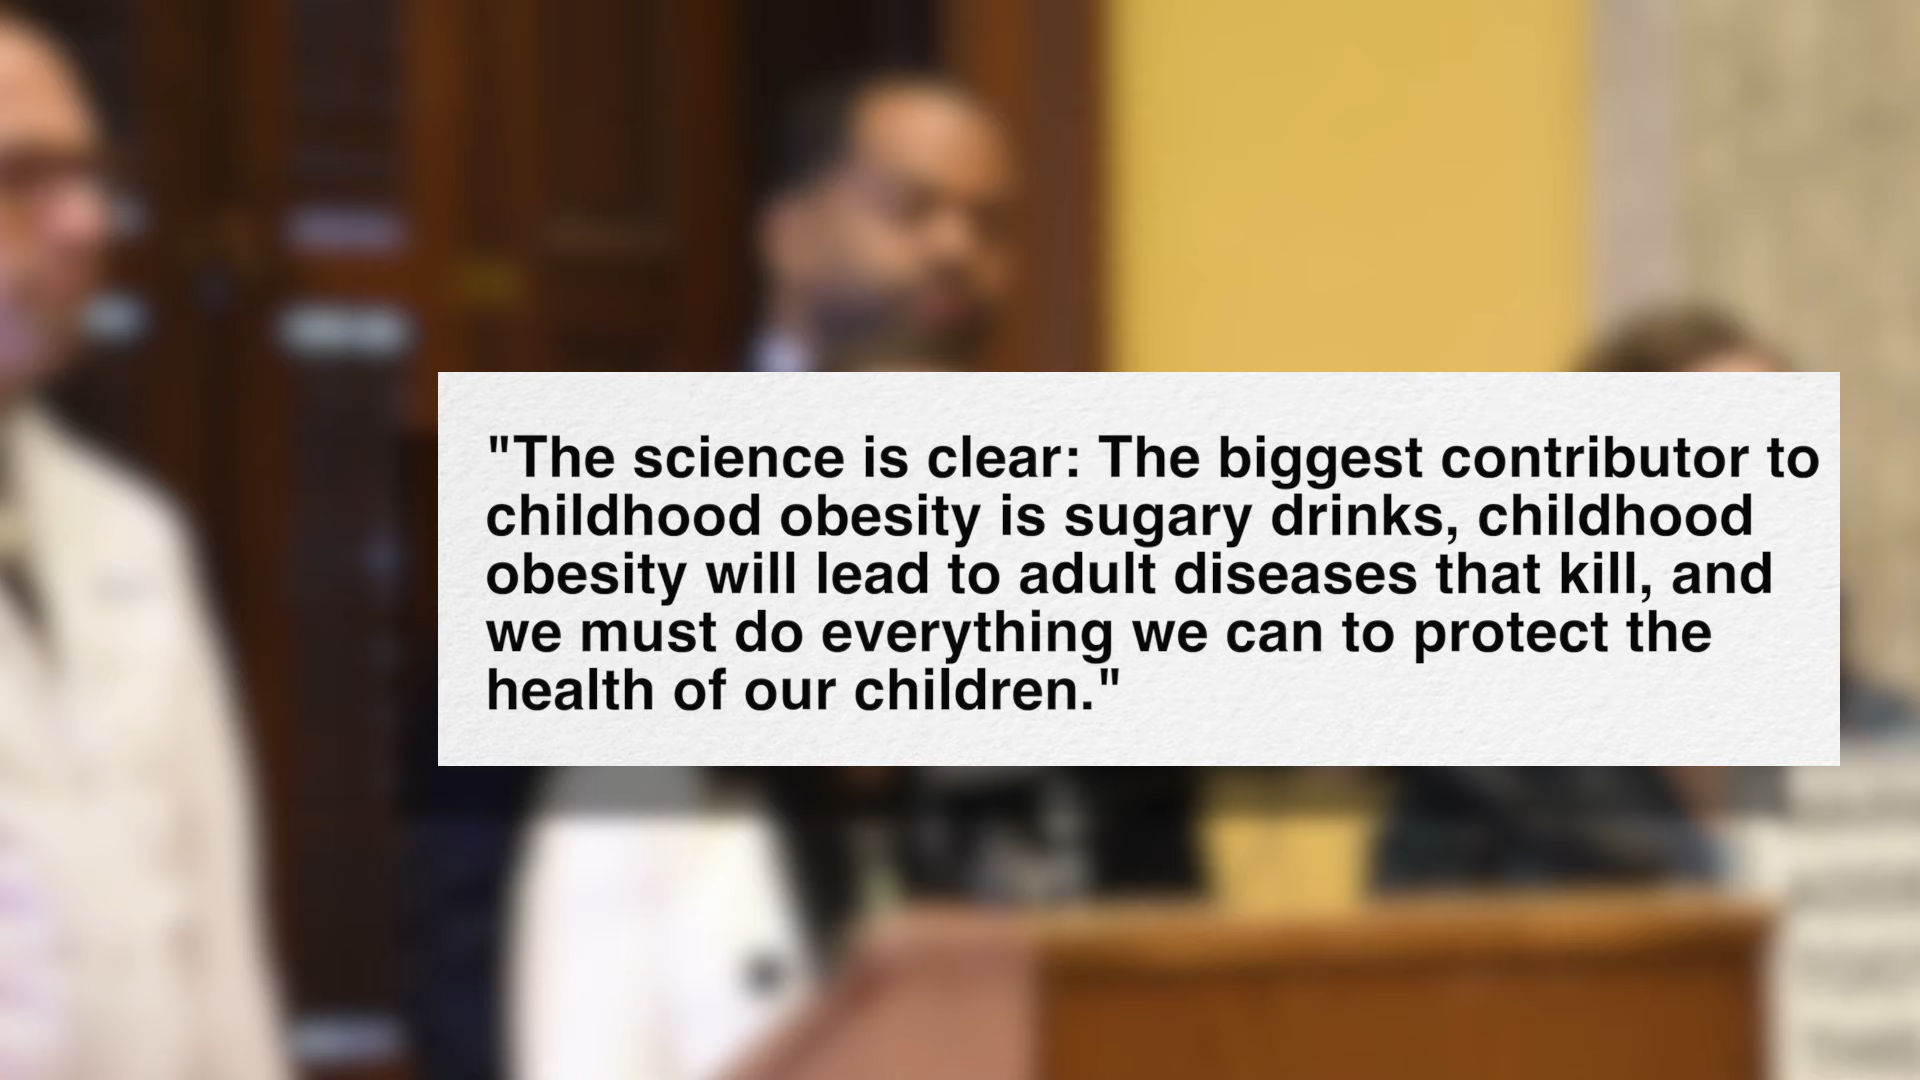 "The science is clear: The biggest contributor to
childhood obesity is sugary drinks, childhood
obesity will lead to adult diseases that kill, and
we must do everything we can to protect the
health of our children."